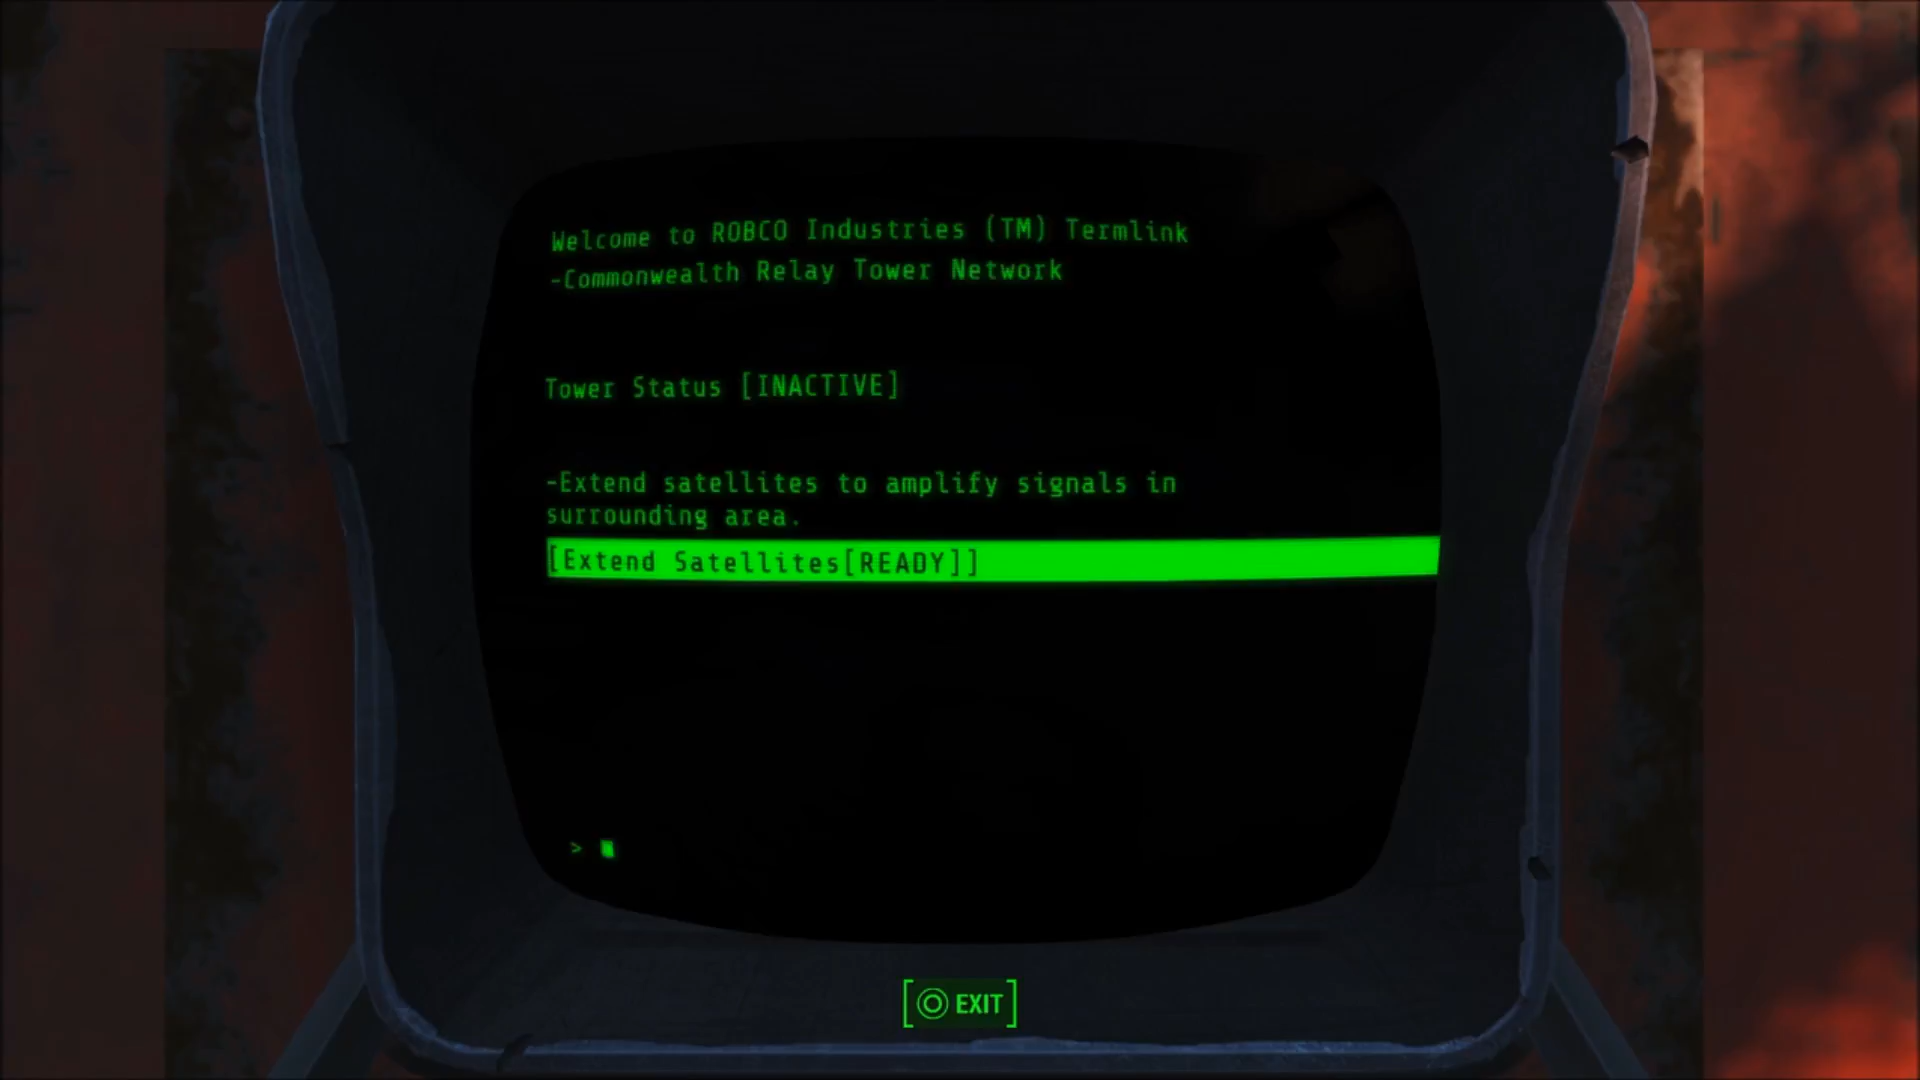 Welcome to ROBCO Industries (TM) Termlink
-Commonwealth Relay Tower Network
Tower Status [INACTIVE]
-Extend satellites to amplify signals in
surrounding area.
[Extend Satellites[READY]]
>
[EXIT]